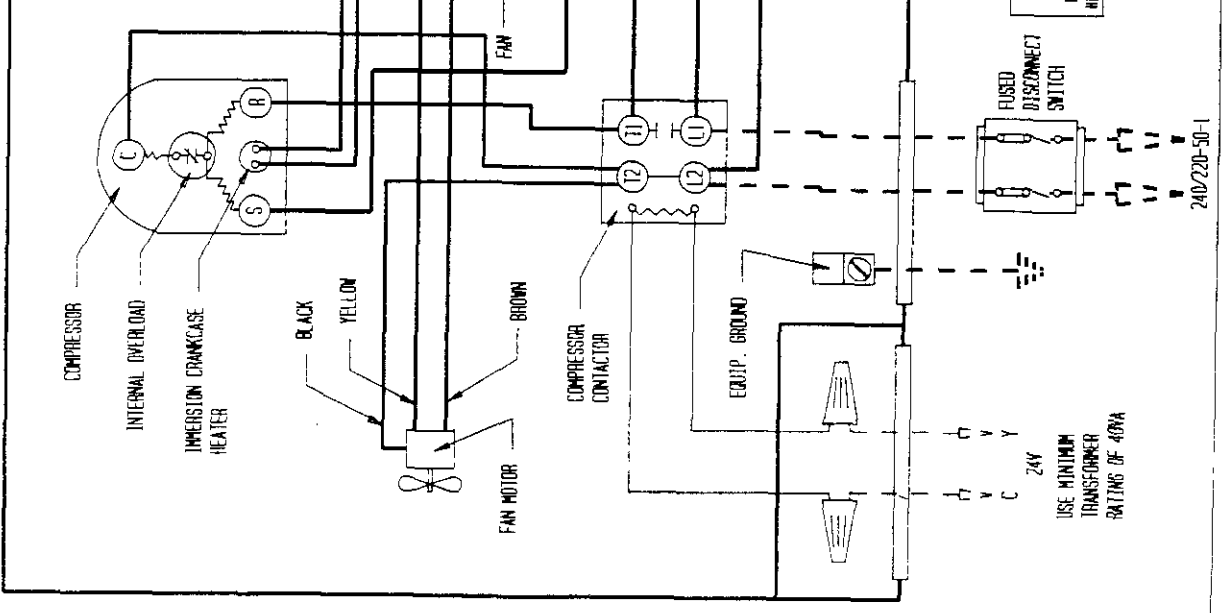 COMPRESSOR
INTERNAL OVERLOAD
IMMERSION CRANKCASE
HEATER
C
R
S
BLACK
YELLOW
BROWN
FAN MOTOR
FAN
COMPRESSOR
CONTACTOR
T1
L1
T2
L2
EQUIP. GROUND
FUSED
DISCONNECT
SWITCH
240/220-50-1
Y
C
24V
USE MINIMUM
TRANSFORMER
RATING OF 40VA